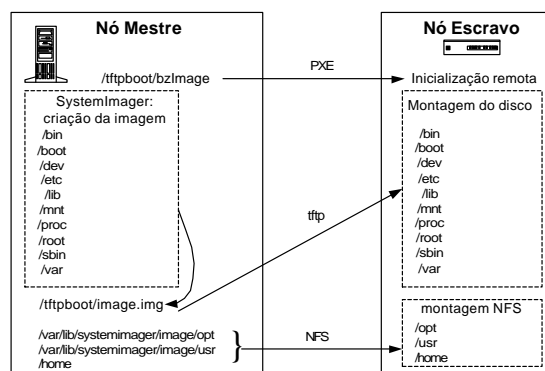 Nó Mestre
/tftpboot/bzImage
SystemImager:
criação da imagem
/bin
/boot
/dev
/etc
/lib
/mnt
/proc
/root
/sbin
/var
/tftpboot/image.img
/var/lib/systemimager/image/opt
/var/lib/systemimager/image/usr
/home
PXE
tftp
NFS
Nó Escravo
Inicialização remota
Montagem do disco
/bin
/boot
/dev
/etc
/lib
/mnt
/proc
/root
/sbin
/var
montagem NFS
/opt
/usr
/home